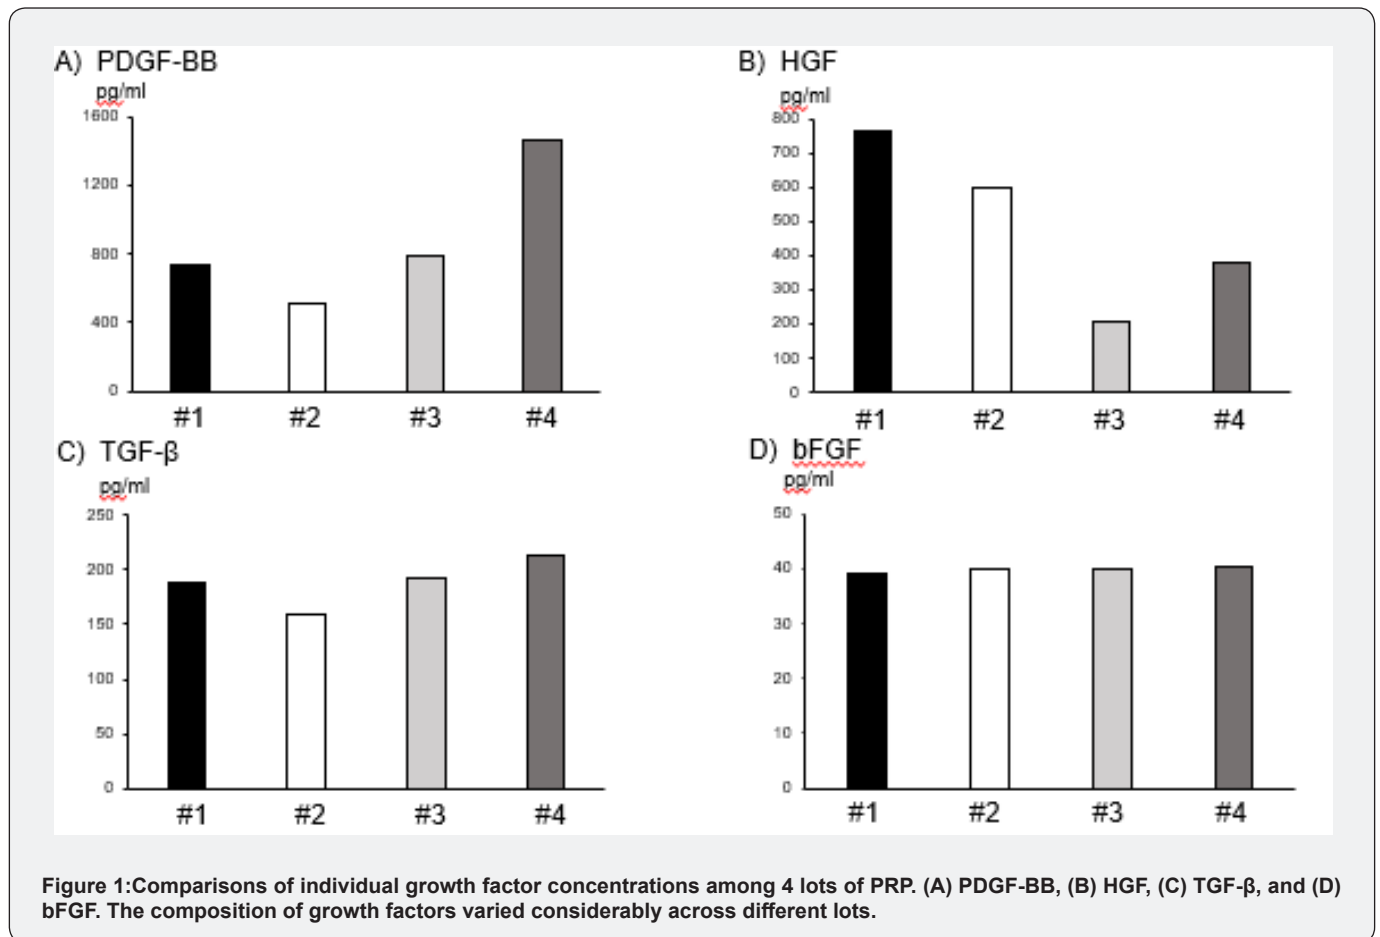 A) PDGF-BB
pg/ml
1600
1200
800
400
0
#1 #2 #3 #4
B) HGF
pg/ml
800
700
600
500
400
300
200
100
0
#1 #2 #3 #4
C) TGF-β
pg/ml
250
200
150
100
50
0
#1 #2 #3 #4
D) bFGF
pg/ml
50
40
30
20
10
0
#1 #2 #3 #4
Figure 1:Comparisons of individual growth factor concentrations among 4 lots of PRP. (A) PDGF-BB, (B) HGF, (C) TGF-β, and (D)
bFGF. The composition of growth factors varied considerably across different lots.